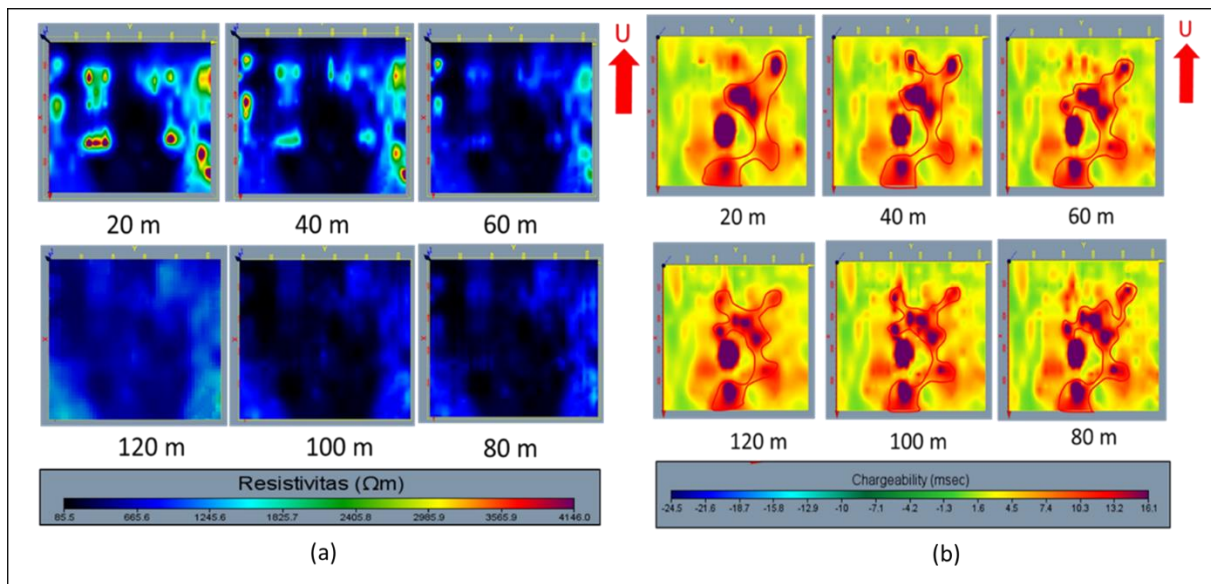 U
U
20 m
40 m
60 m
20 m
40 m
60 m
120 m
100 m
80 m
120 m
100 m
80 m
Resistivitas (Ωm)
85.5 665.6 1245.6 1825.7 2405.8 2985.9 3565.9 4146.0
Chargeability (msec)
-24.5 -21.6 -18.7 -15.8 -12.9 -10 -7.1 -4.2 -1.3 1.6 4.5 7.4 10.3 13.2 16.1
(a)
(b)